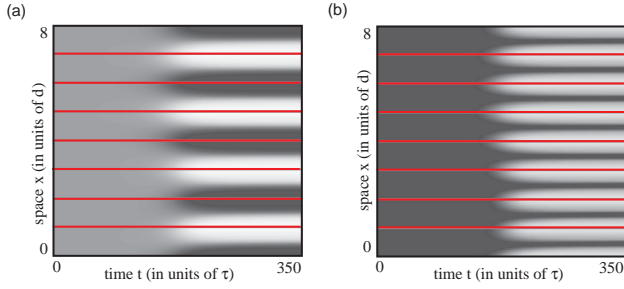 (a)
8
space x (in units of d)
0
0
350
time t (in units of τ)
(b)
8
space x (in units of d)
0
0
350
time t (in units of τ)